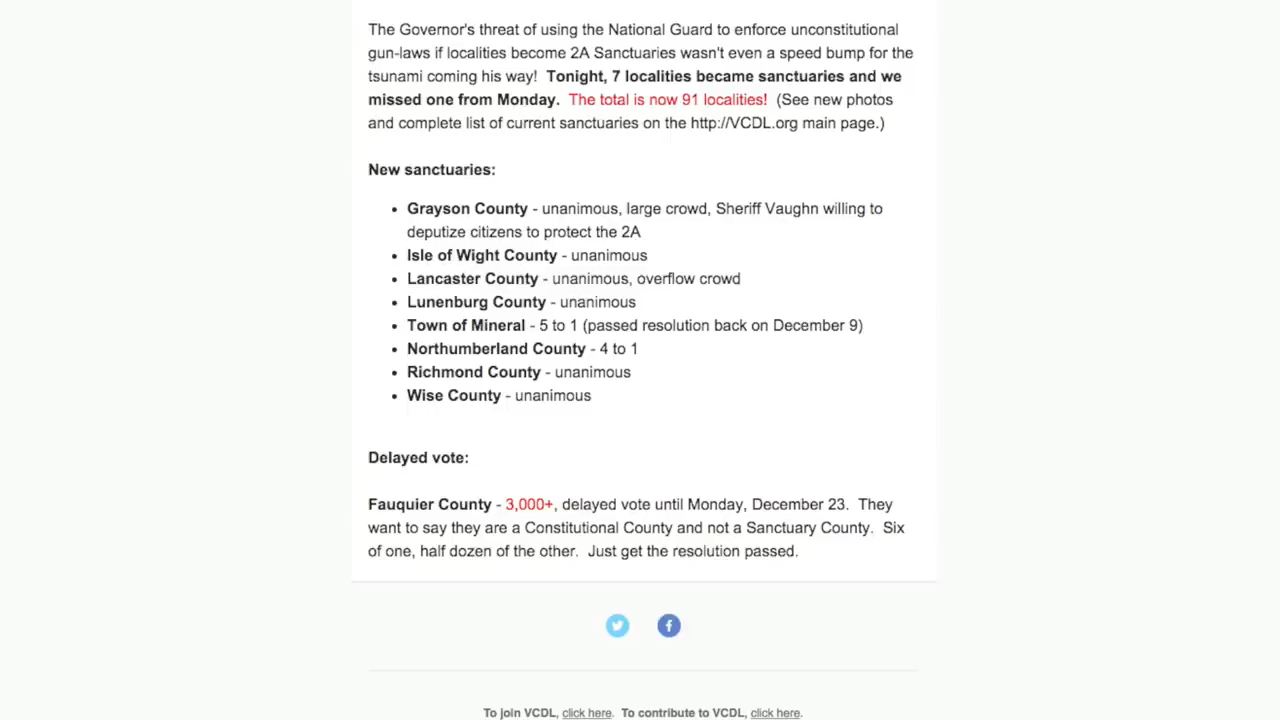 The Governor's threat of using the National Guard to enforce unconstitutional
gun-laws if localities become 2A Sanctuaries wasn't even a speed bump for the
tsunami coming his way!  Tonight, 7 localities became sanctuaries and we
missed one from Monday.  The total is now 91 localities!  (See new photos
and complete list of current sanctuaries on the http://VCDL.org main page.)
New sanctuaries:
• Grayson County - unanimous, large crowd, Sheriff Vaughn willing to
deputize citizens to protect the 2A
• Isle of Wight County - unanimous
• Lancaster County - unanimous, overflow crowd
• Lunenburg County - unanimous
• Town of Mineral - 5 to 1 (passed resolution back on December 9)
• Northumberland County - 4 to 1
• Richmond County - unanimous
• Wise County - unanimous
Delayed vote:
Fauquier County - 3,000+, delayed vote until Monday, December 23.  They
want to say they are a Constitutional County and not a Sanctuary County.  Six
of one, half dozen of the other.  Just get the resolution passed.
To join VCDL, click here.  To contribute to VCDL, click here.